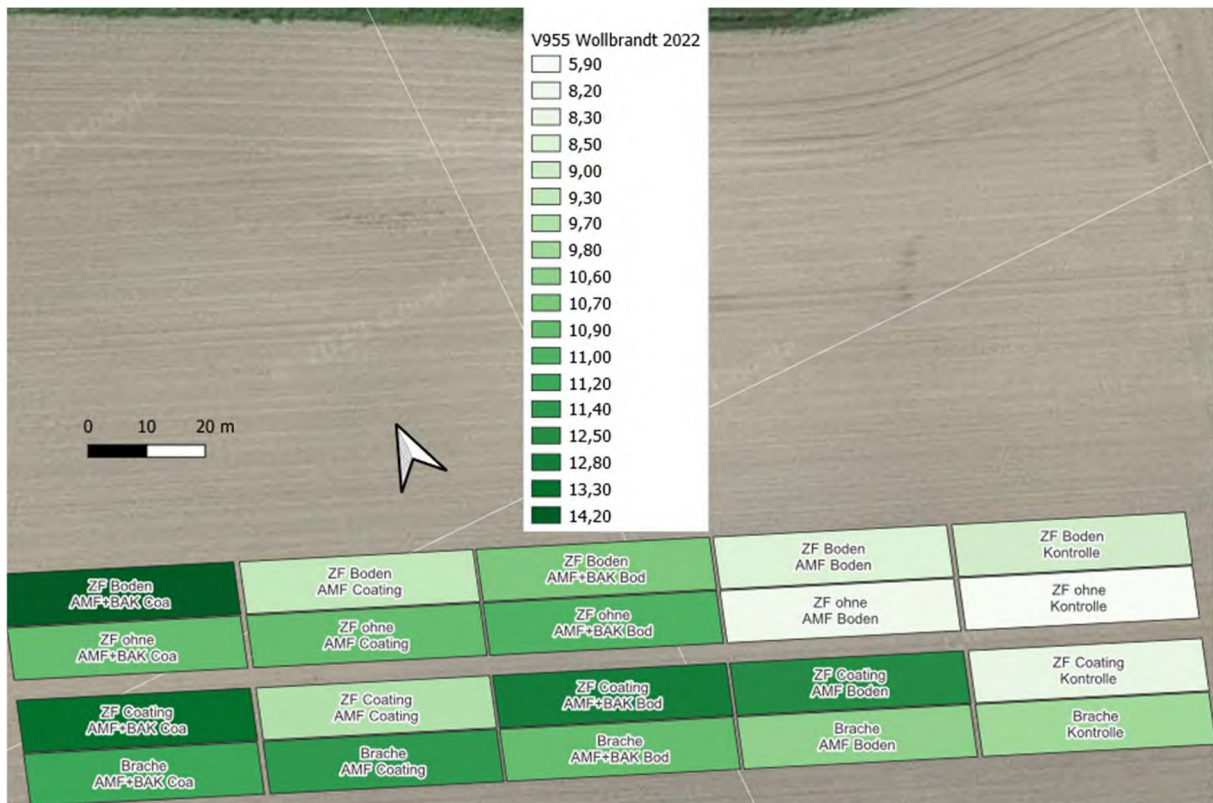 V955 Wollbrandt 2022
5,90
8,20
8,30
8,50
9,00
9,30
9,70
9,80
10,60
10,70
10,90
11,00
11,20
11,40
12,50
12,80
13,30
14,20
0 10 20 m
ZF Boden
AMF+BAK Coa
ZF Boden
AMF Coating
ZF Boden
AMF+BAK Bod
ZF Boden
AMF Boden
ZF Boden
Kontrolle
ZF ohne
AMF+BAK Coa
ZF ohne
AMF Coating
ZF ohne
AMF+BAK Bod
ZF ohne
AMF Boden
ZF ohne
Kontrolle
ZF Coating
AMF+BAK Coa
ZF Coating
AMF Coating
ZF Coating
AMF+BAK Bod
ZF Coating
AMF Boden
ZF Coating
Kontrolle
Brache
AMF+BAK Coa
Brache
AMF Coating
Brache
AMF+BAK Bod
Brache
AMF Boden
Brache
Kontrolle